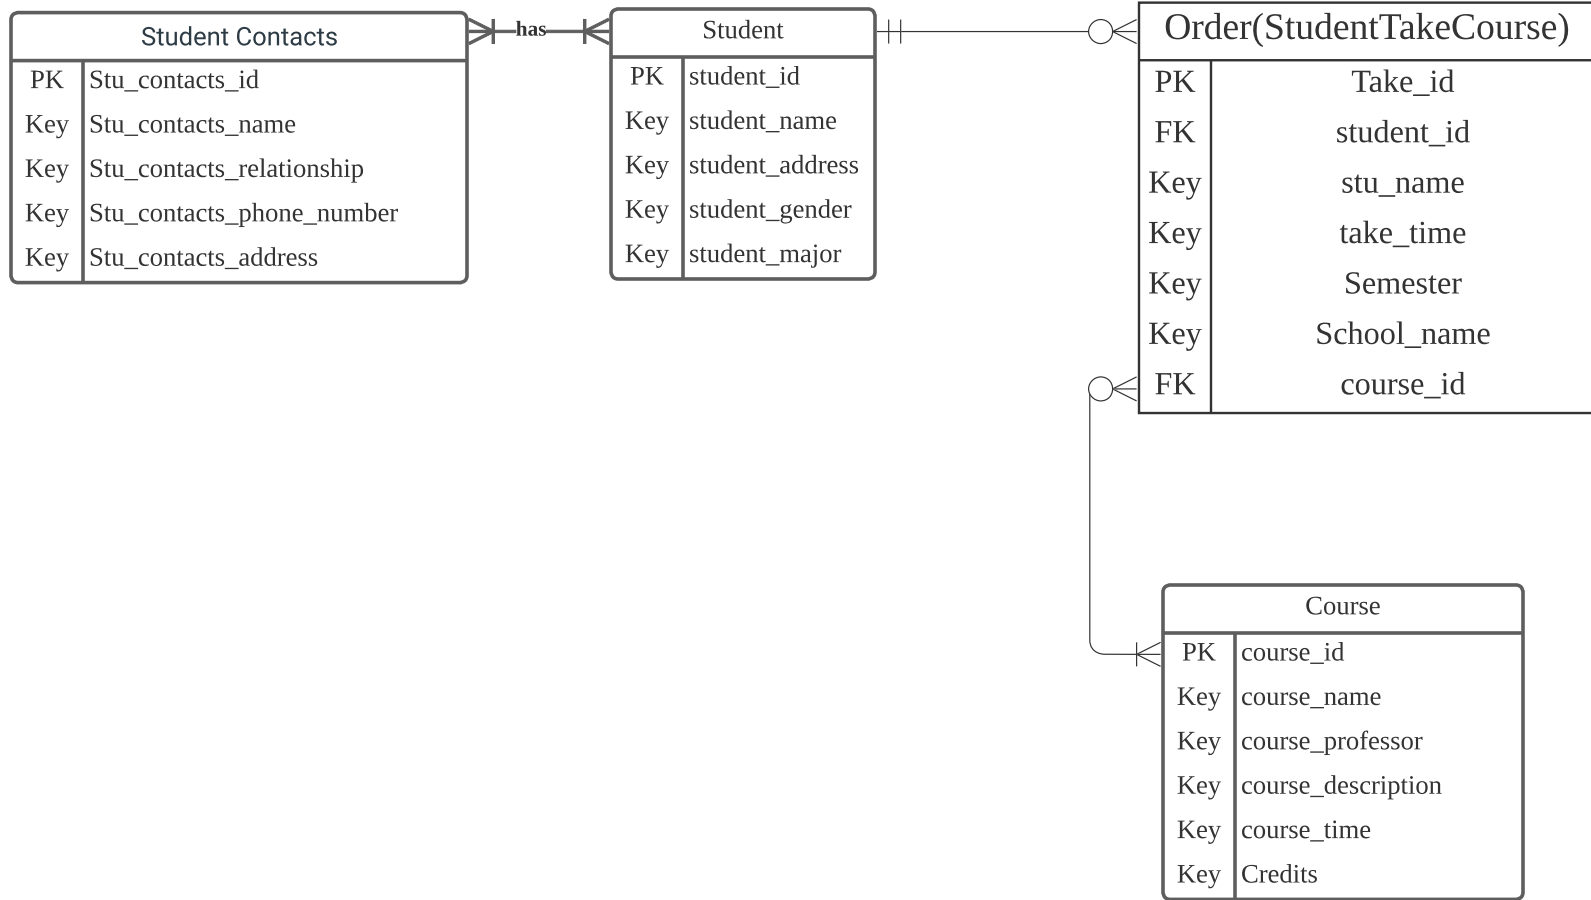 Student Contacts
PK Stu_contacts_id
Key Stu_contacts_name
Key Stu_contacts_relationship
Key Stu_contacts_phone_number
Key Stu_contacts_address
has
Student
PK student_id
Key student_name
Key student_address
Key student_gender
Key student_major
Order(StudentTakeCourse)
PK Take_id
FK student_id
Key stu_name
Key take_time
Key Semester
Key School_name
FK course_id
Course
PK course_id
Key course_name
Key course_professor
Key course_description
Key course_time
Key Credits